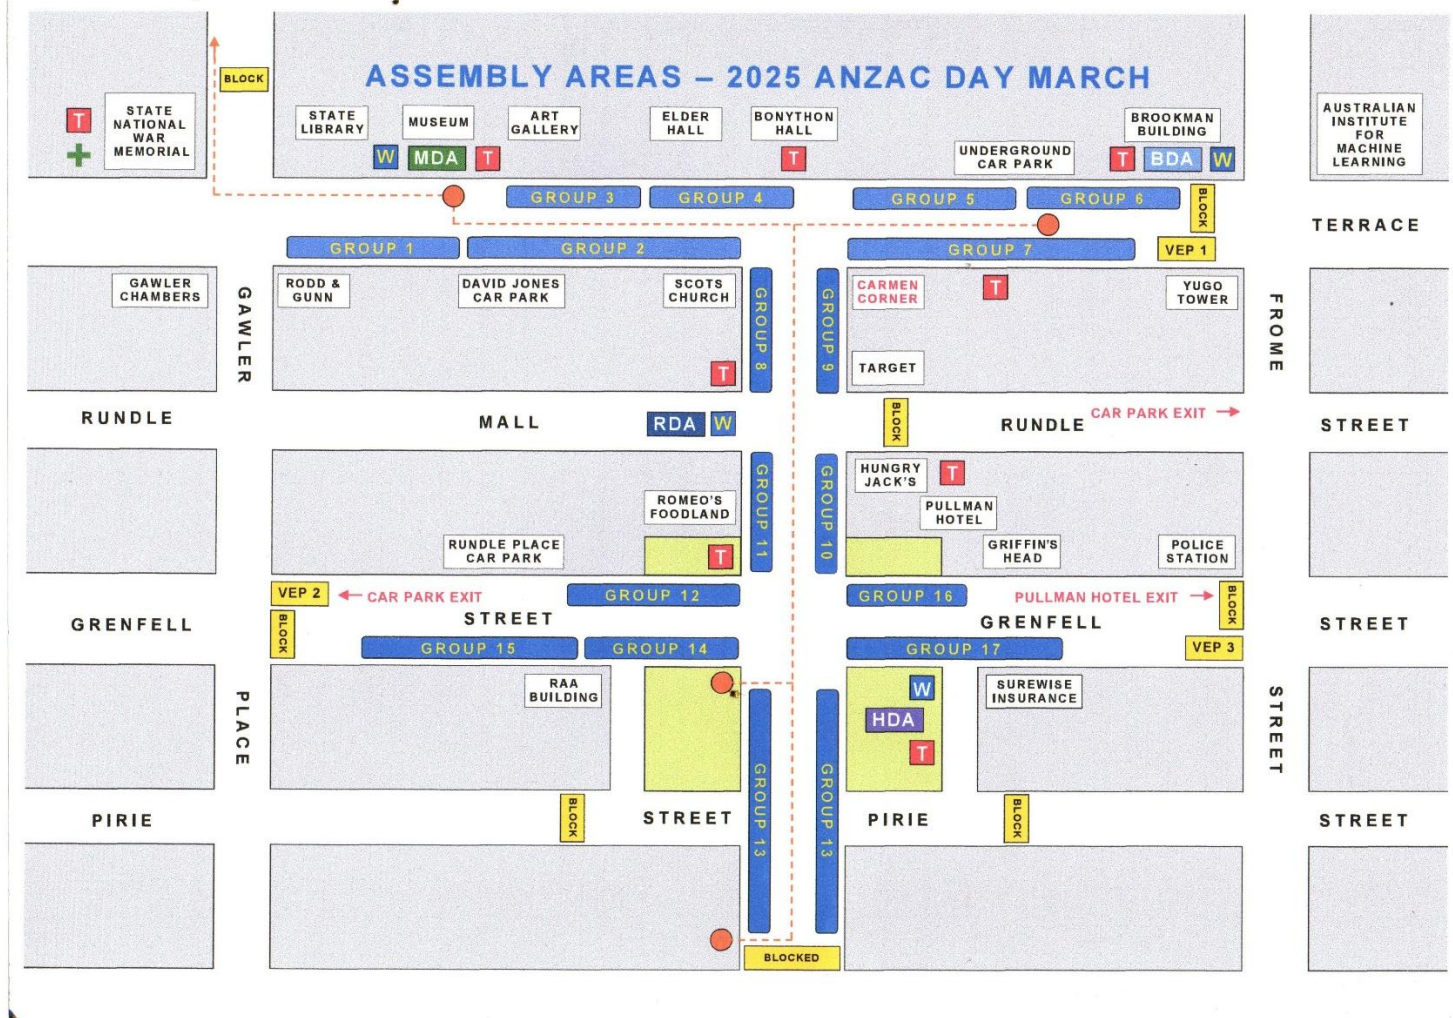 ASSEMBLY AREAS – 2025 ANZAC DAY MARCH
BLOCK
T
STATE
NATIONAL
WAR
MEMORIAL
STATE
LIBRARY
MUSEUM
ART
GALLERY
ELDER
HALL
BONYTHON
HALL
BROOKMAN
BUILDING
AUSTRALIAN
INSTITUTE
FOR
MACHINE
LEARNING
W
MDA
T
T
UNDERGROUND
CAR PARK
T
BDA
W
GROUP 3
GROUP 4
GROUP 5
GROUP 6
BLOCK
TERRACE
GROUP 1
GROUP 2
GROUP 7
VEP 1
GAWLER
CHAMBERS
GAWLER
RODD &
GUNN
DAVID JONES
CAR PARK
SCOTS
CHURCH
GROUP 8
GROUP 9
CARMEN
CORNER
T
YUGO
TOWER
FROME
T
TARGET
RUNDLE
MALL
RDA
W
BLOCK
RUNDLE
CAR PARK EXIT
STREET
GROUP 11
GROUP 10
HUNGRY
JACK'S
T
ROMEO'S
FOODLAND
PULLMAN
HOTEL
RUNDLE PLACE
CAR PARK
T
GRIFFIN'S
HEAD
POLICE
STATION
VEP 2
CAR PARK EXIT
GROUP 12
GROUP 16
PULLMAN HOTEL EXIT
BLOCK
GRENFELL
BLOCK
STREET
GRENFELL
STREET
GROUP 15
GROUP 14
GROUP 17
VEP 3
PLACE
RAA
BUILDING
W
SUREWISE
INSURANCE
STREET
HDA
T
GROUP 13
GROUP 13
PIRIE
BLOCK
STREET
PIRIE
BLOCK
STREET
BLOCKED